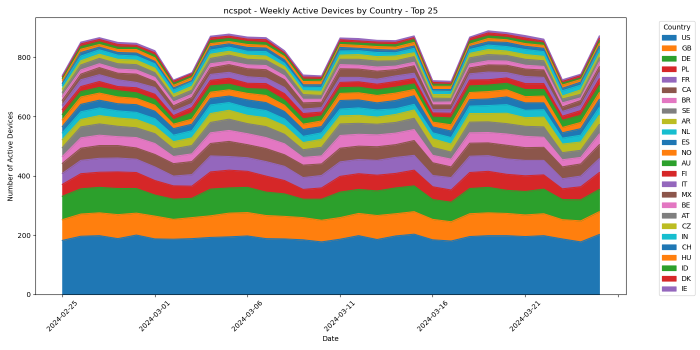 ncspot - Weekly Active Devices by Country - Top 25
Country
US
GB
DE
PL
FR
CA
BR
SE
AR
NL
ES
NO
AU
FI
IT
MX
BE
AT
CZ
IN
CH
HU
ID
DK
IE
Number of Active Devices
800
600
400
200
0
2024-02-25
2024-03-01
2024-03-06
2024-03-11
2024-03-16
2024-03-21
Date